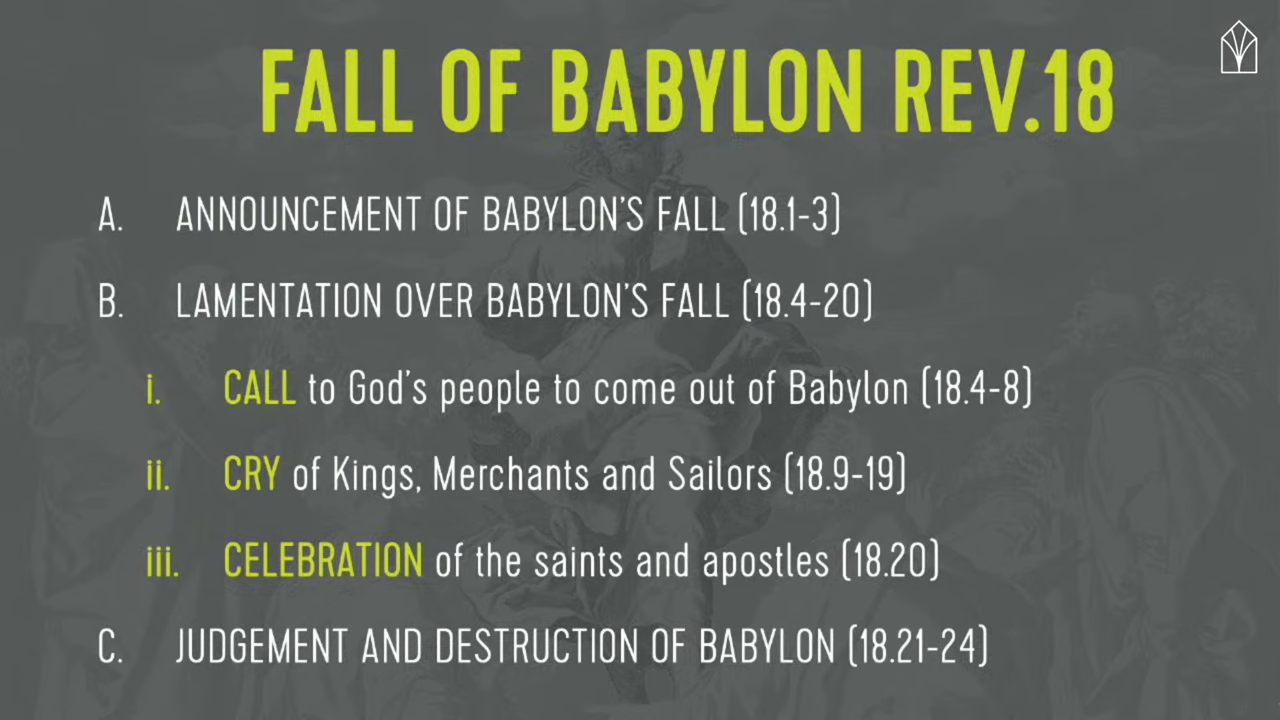 FALL OF BABYLON REV.18
A. ANNOUNCEMENT OF BABYLON'S FALL (18.1-3)
B. LAMENTATION OVER BABYLON'S FALL (18.4-20)
i. CALL to God's people to come out of Babylon (18.4-8)
ii. CRY of Kings, Merchants and Sailors (18.9-19)
iii. CELEBRATION of the saints and apostles (18.20)
C. JUDGEMENT AND DESTRUCTION OF BABYLON (18.21-24)